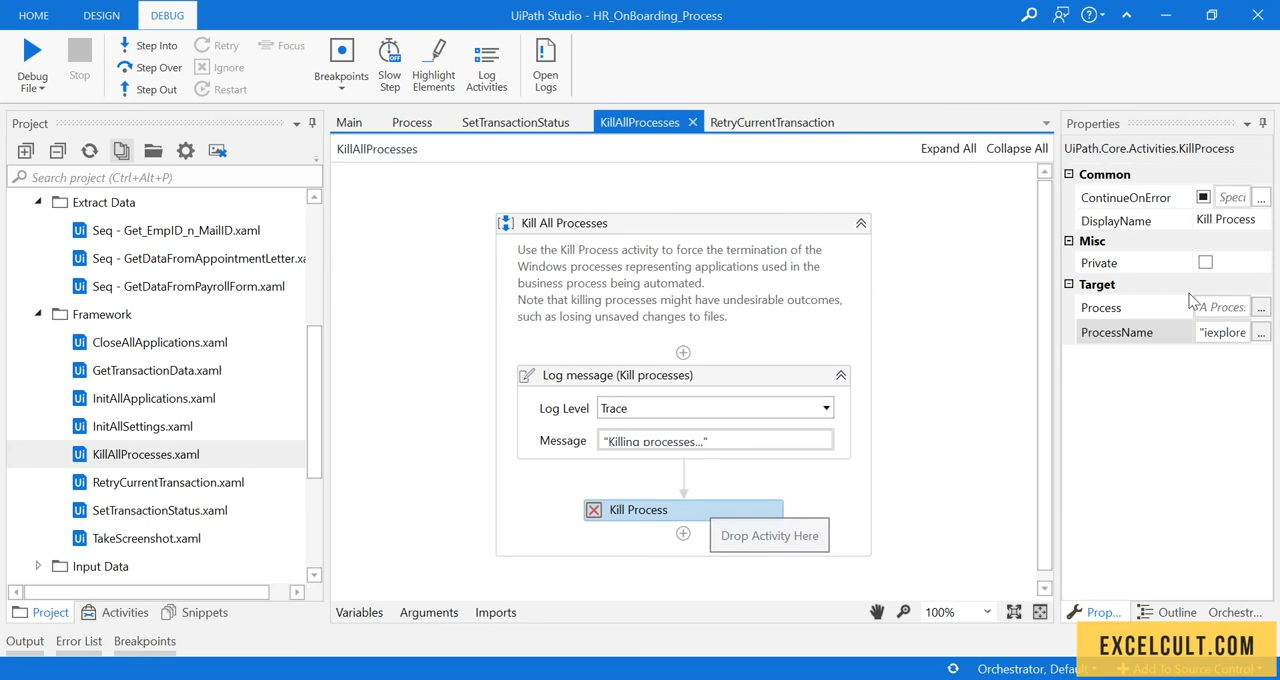 HOME DESIGN DEBUG UiPath Studio - HR_OnBoarding_Process
Debug File Stop Step Into Step Over Step Out Retry Ignore Restart Focus Breakpoints Slow Step Highlight Elements Log Activities Open Logs
Project
Search project (Ctrl+Alt+P)
Extract Data
Seq - Get_EmpID_n_MailID.xaml
Seq - GetDataFromAppointmentLetter.xa
Seq - GetDataFromPayrollForm.xaml
Framework
CloseAllApplications.xaml
GetTransactionData.xaml
InitAllApplications.xaml
InitAllSettings.xaml
KillAllProcesses.xaml
RetryCurrentTransaction.xaml
SetTransactionStatus.xaml
TakeScreenshot.xaml
Input Data
Project Activities Snippets
Main Process SetTransactionStatus KillAllProcesses RetryCurrentTransaction
KillAllProcesses Expand All Collapse All
Kill All Processes
Use the Kill Process activity to force the termination of the
Windows processes representing applications used in the
business process being automated.
Note that killing processes might have undesirable outcomes,
such as losing unsaved changes to files.
Log message (Kill processes)
Log Level Trace
Message "Killing processes..."
Kill Process
Drop Activity Here
Variables Arguments Imports 100%
Properties
UiPath.Core.Activities.KillProcess
Common
ContinueOnError Speci ...
DisplayName Kill Process
Misc
Private
Target
Process A Proces: ...
ProcessName "iexplore ...
Prop... Outline Orchestr...
Output Error List Breakpoints
EXCELCULT.COM
Orchestrator, Default Add To Source Control